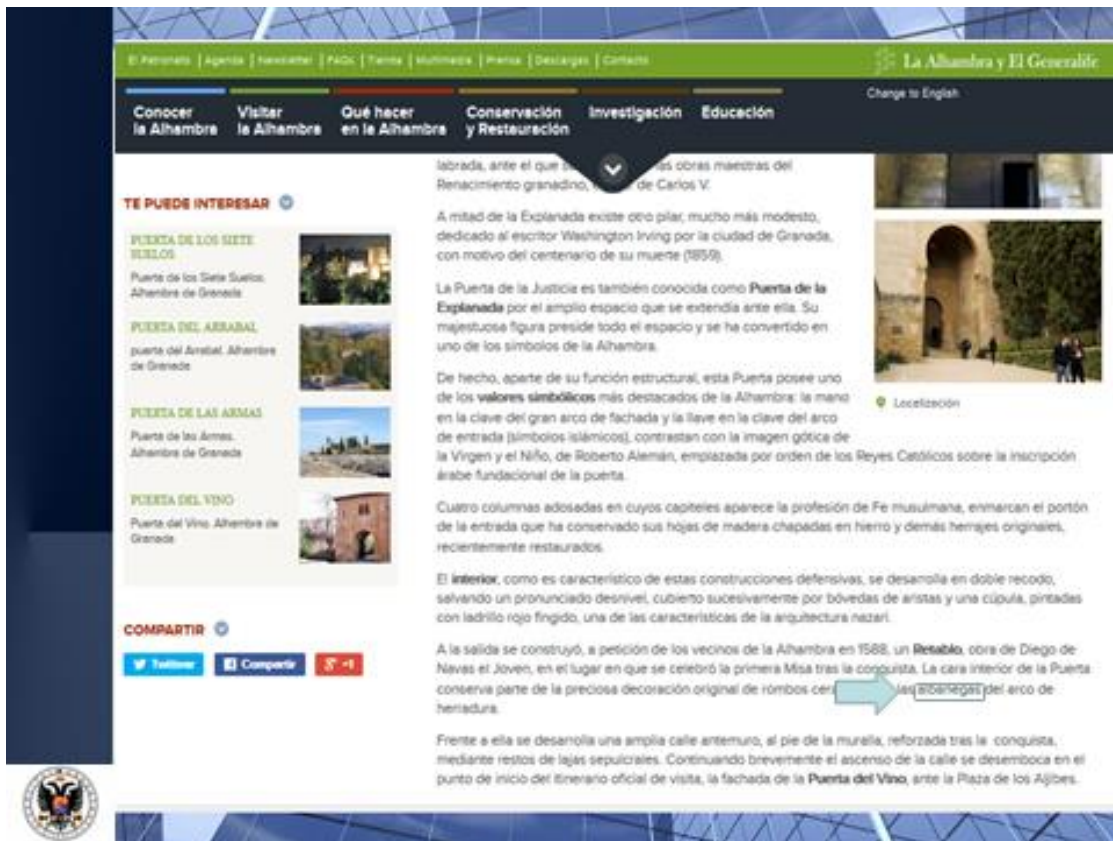 El Patronato | Agenda | Newsletter | FAQs | Tienda | Multimedia | Prensa | Descargas | Contacto
La Alhambra y El Generalife
Change to English
Conocer la Alhambra
Visitar la Alhambra
Qué hacer en la Alhambra
Conservación y Restauración
Investigación
Educación
TE PUEDE INTERESAR
PUERTA DE LOS SIETE
SUELOS
Puerta de los Siete Suelos.
Alhambra de Granada
PUERTA DEL ARRABAL
puerta del Arrabal. Alhambra
de Granada
PUERTA DE LAS ARMAS
Puerta de las Armas.
Alhambra de Granada
PUERTA DEL VINO
Puerta del Vino. Alhambra de
Granada
COMPARTIR
Twittear
Compartir
+1
labrada, ante el que las obras maestras del
Renacimiento granadino, de Carlos V.
A mitad de la Explanada existe otro pilar, mucho más modesto,
dedicado al escritor Washington Irving por la ciudad de Granada,
con motivo del centenario de su muerte (1859).
La Puerta de la Justicia es también conocida como Puerta de la
Explanada por el amplio espacio que se extendía ante ella. Su
majestuosa figura preside todo el espacio y se ha convertido en
uno de los símbolos de la Alhambra.
De hecho, aparte de su función estructural, esta Puerta posee uno
de los valores simbólicos más destacados de la Alhambra: la mano
en la clave del gran arco de fachada y la llave en la clave del arco
de entrada (símbolos islámicos), contrastan con la imagen gótica de
la Virgen y el Niño, de Roberto Alemán, emplazada por orden de los Reyes Católicos sobre la inscripción
árabe fundacional de la puerta.
Cuatro columnas adosadas en cuyos capiteles aparece la profesión de Fe musulmana, enmarcan el portón
de la entrada que ha conservado sus hojas de madera chapadas en hierro y demás herrajes originales,
recientemente restaurados.
El interior, como es característico de estas construcciones defensivas, se desarrolla en doble recodo,
salvando un pronunciado desnivel, cubierto sucesivamente por bóvedas de aristas y una cúpula, pintadas
con ladrillo rojo fingido, una de las características de la arquitectura nazarí.
A la salida se construyó, a petición de los vecinos de la Alhambra en 1588, un Retablo, obra de Diego de
Navas el Joven, en el lugar en que se celebró la primera Misa tras la conquista. La cara interior de la Puerta
conserva parte de la preciosa decoración original de rombos las albanegas del arco de
herradura.
Frente a ella se desarrolla una amplia calle antemuro, al pie de la muralla, reforzada tras la conquista,
mediante restos de lajas sepulcrales. Continuando brevemente el ascenso de la calle se desemboca en el
punto de inicio del itinerario oficial de visita, la fachada de la Puerta del Vino, ante la Plaza de los Aljibes.
Localización